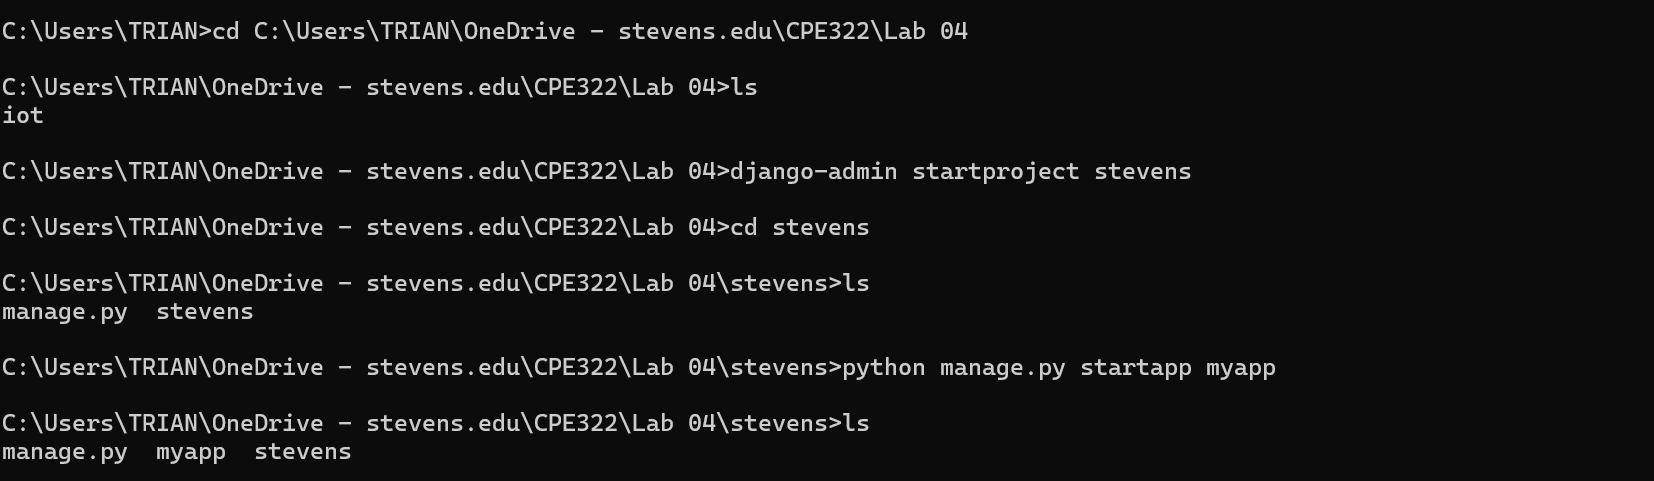 C:\Users\TRIAN>cd C:\Users\TRIAN\OneDrive - stevens.edu\CPE322\Lab 04
C:\Users\TRIAN\OneDrive - stevens.edu\CPE322\Lab 04>ls
iot
C:\Users\TRIAN\OneDrive - stevens.edu\CPE322\Lab 04>django-admin startproject stevens
C:\Users\TRIAN\OneDrive - stevens.edu\CPE322\Lab 04>cd stevens
C:\Users\TRIAN\OneDrive - stevens.edu\CPE322\Lab 04\stevens>ls
manage.py  stevens
C:\Users\TRIAN\OneDrive - stevens.edu\CPE322\Lab 04\stevens>python manage.py startapp myapp
C:\Users\TRIAN\OneDrive - stevens.edu\CPE322\Lab 04\stevens>ls
manage.py  myapp  stevens